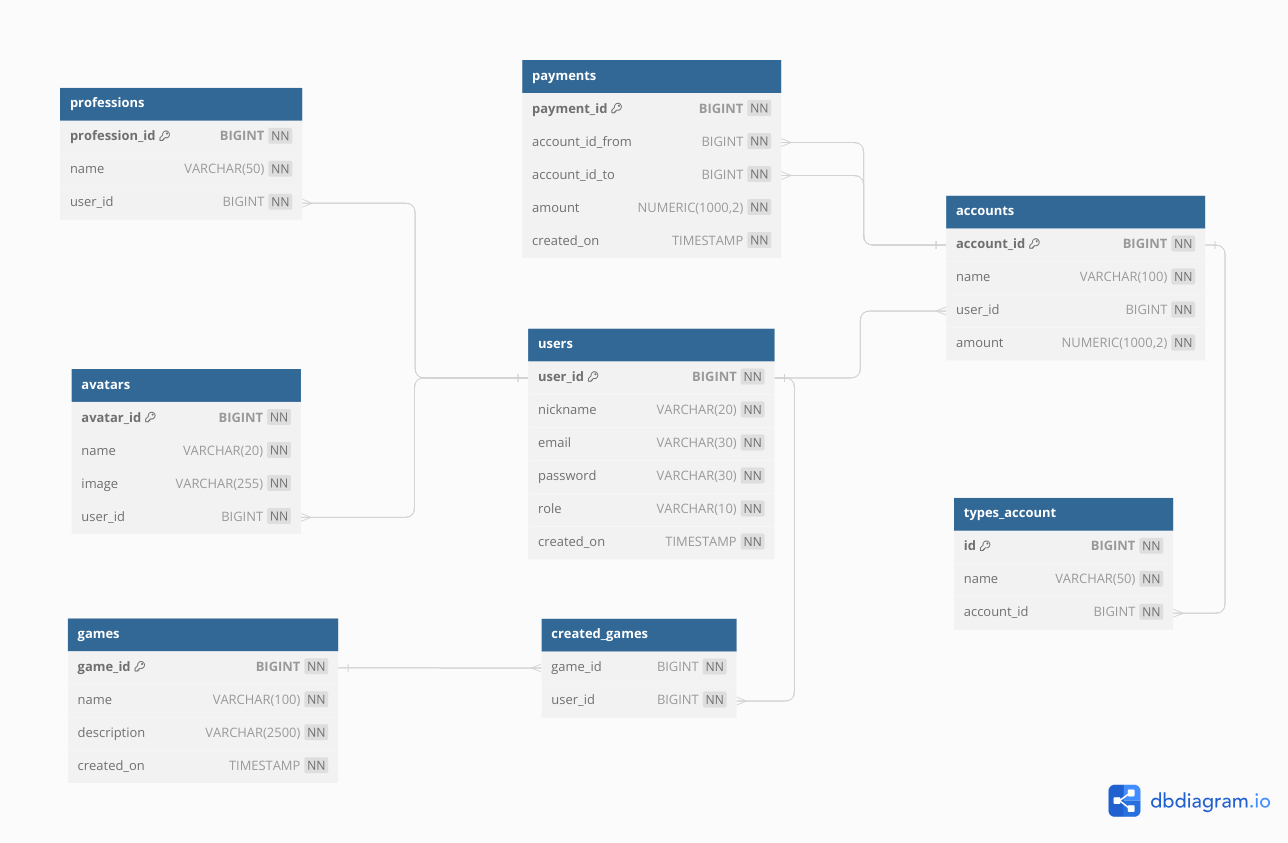 professions
profession_id BIGINT NN
name VARCHAR(50) NN
user_id BIGINT NN
payments
payment_id BIGINT NN
account_id_from BIGINT NN
account_id_to BIGINT NN
amount NUMERIC(1000,2) NN
created_on TIMESTAMP NN
accounts
account_id BIGINT NN
name VARCHAR(100) NN
user_id BIGINT NN
amount NUMERIC(1000,2) NN
avatars
avatar_id BIGINT NN
name VARCHAR(20) NN
image VARCHAR(255) NN
user_id BIGINT NN
users
user_id BIGINT NN
nickname VARCHAR(20) NN
email VARCHAR(30) NN
password VARCHAR(30) NN
role VARCHAR(10) NN
created_on TIMESTAMP NN
types_account
id BIGINT NN
name VARCHAR(50) NN
account_id BIGINT NN
games
game_id BIGINT NN
name VARCHAR(100) NN
description VARCHAR(2500) NN
created_on TIMESTAMP NN
created_games
game_id BIGINT NN
user_id BIGINT NN
dbdiagram.io